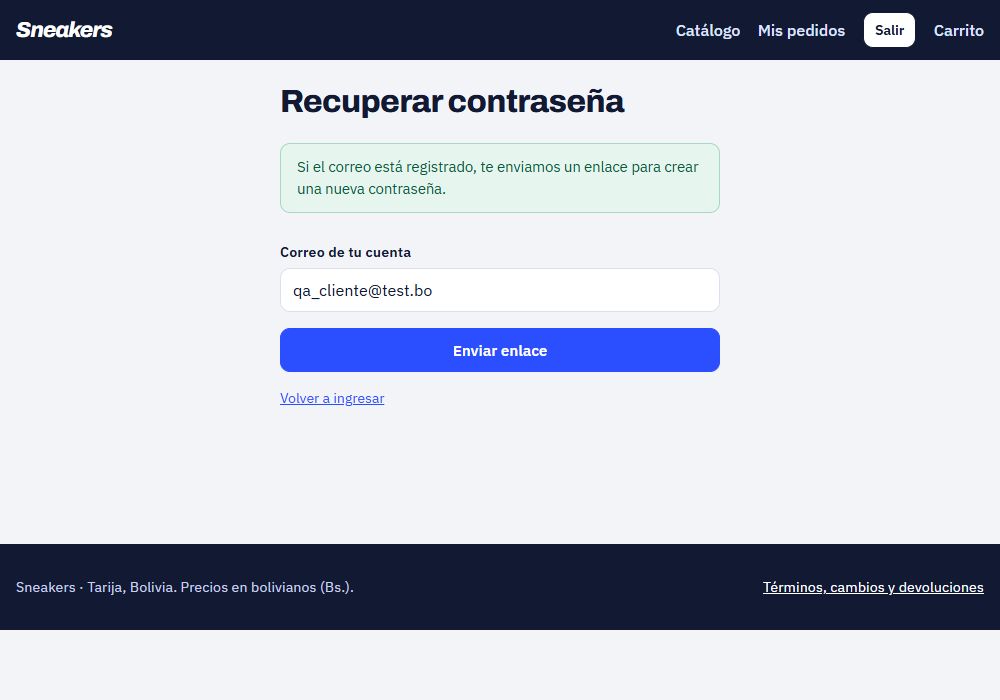 Sneakers
Catálogo Mis pedidos Salir Carrito
Recuperar contraseña
Si el correo está registrado, te enviamos un enlace para crear
una nueva contraseña.
Correo de tu cuenta
qa_cliente@test.bo
Enviar enlace
Volver a ingresar
Sneakers · Tarija, Bolivia. Precios en bolivianos (Bs.).
Términos, cambios y devoluciones